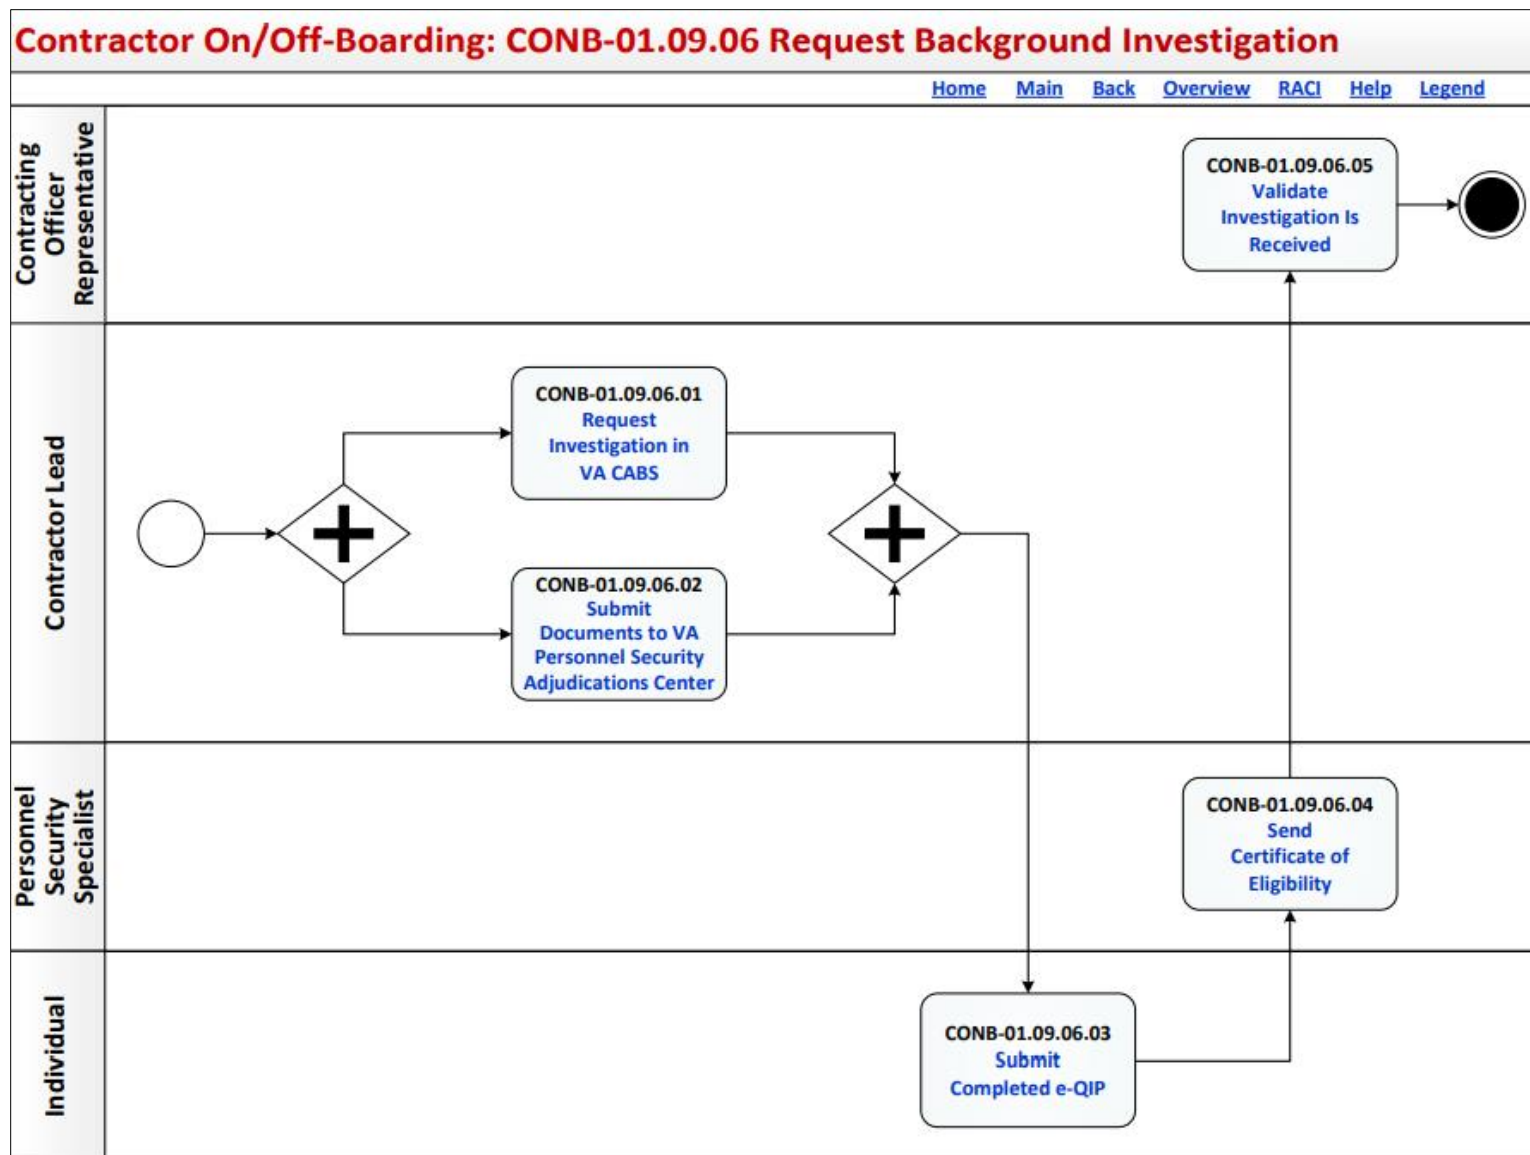 Contractor On/Off-Boarding: CONB-01.09.06 Request Background Investigation
Home Main Back Overview RACI Help Legend
Contracting
Officer
Representative
CONB-01.09.06.05
Validate
Investigation Is
Received
Contractor Lead
CONB-01.09.06.01
Request
Investigation in
VA CABS
CONB-01.09.06.02
Submit
Documents to VA
Personnel Security
Adjudications Center
Personnel
Security
Specialist
CONB-01.09.06.04
Send
Certificate of
Eligibility
Individual
CONB-01.09.06.03
Submit
Completed e-QIP